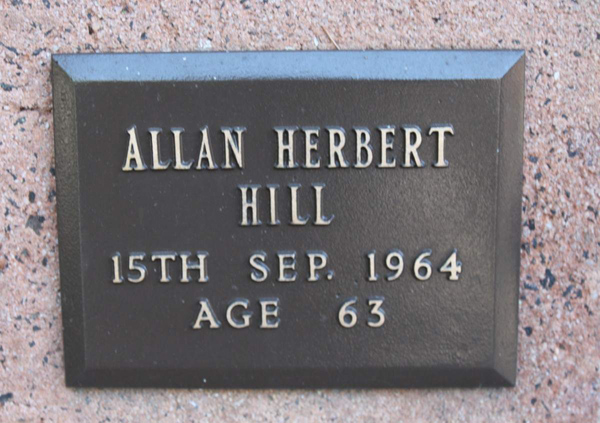 ALLAN HERBERT
HILL
15TH SEP. 1964
AGE 63